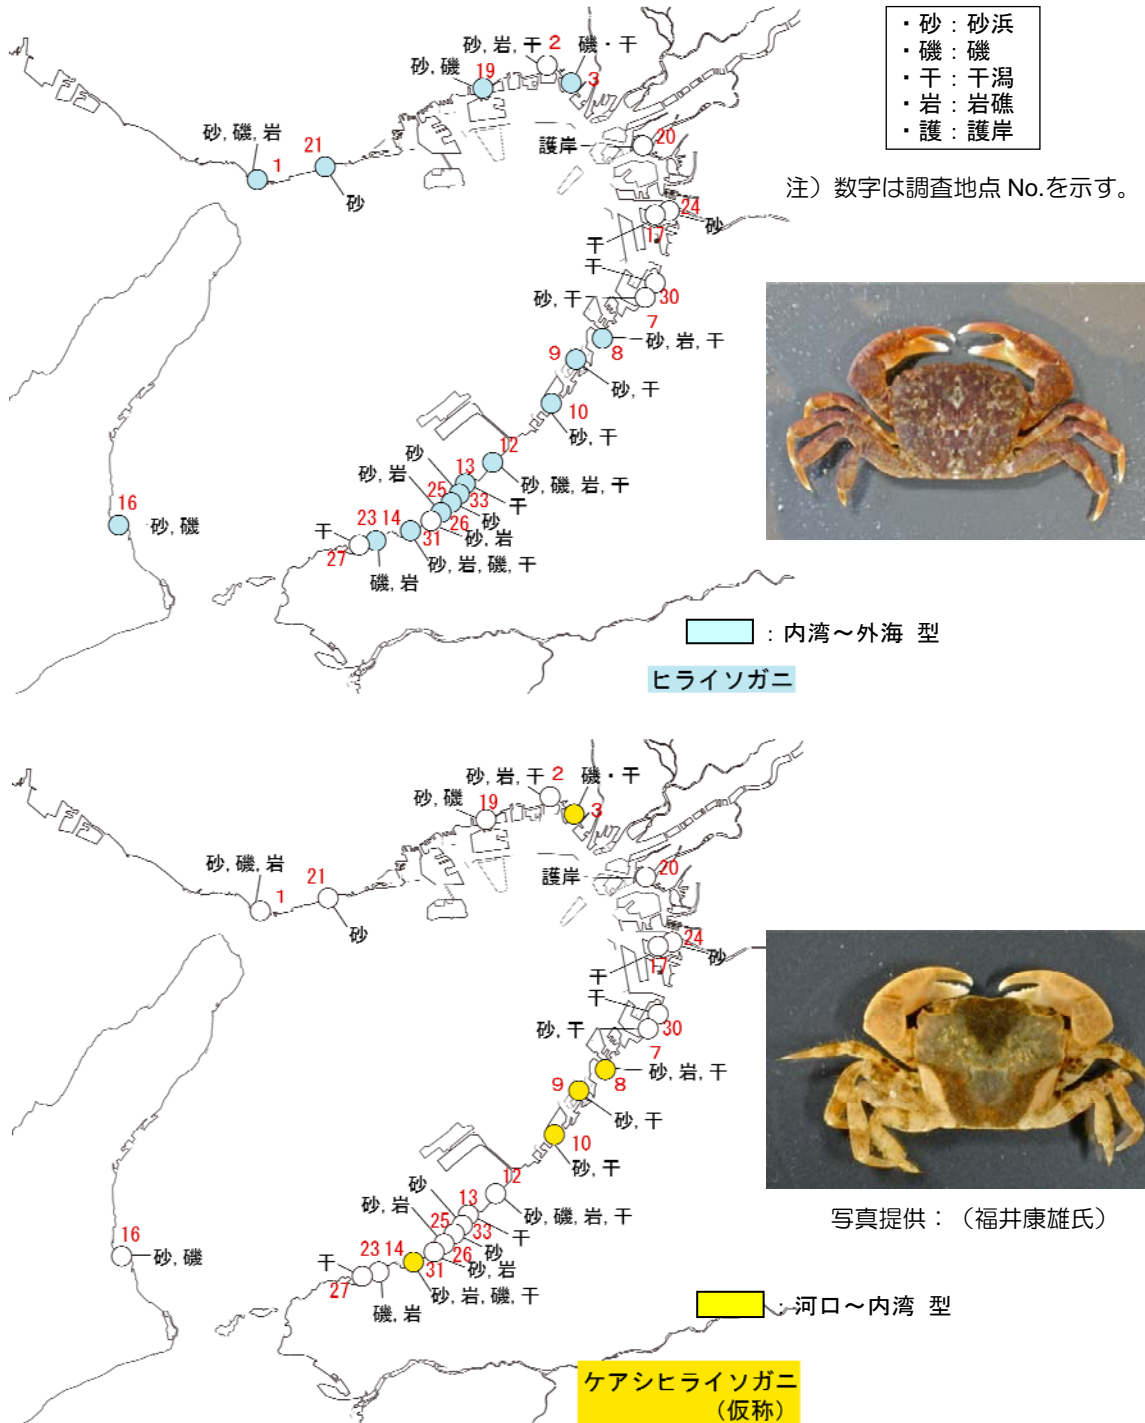 ・砂：砂浜
・磯：磯
・干：干潟
・岩：岩礁
・護：護岸
注）数字は調査地点 No.を示す。
砂, 岩, 干
2
磯・干
砂, 磯
19
3
護岸
20
砂, 磯, 岩
1
21
砂
24
砂
干
17
干
砂, 干
30
7
砂, 岩, 干
8
9
砂, 干
10
砂, 干
12
砂
13
砂, 磯, 岩, 干
砂, 岩
25
33
干
砂
26
砂, 岩
31
16
砂, 磯
干
23
14
27
砂, 岩, 磯, 干
磯, 岩
：内湾～外海 型
ヒライソガニ
砂, 岩, 干
2
磯・干
砂, 磯
19
3
護岸
20
砂, 磯, 岩
1
21
砂
24
砂
干
17
干
砂, 干
30
7
砂, 岩, 干
8
9
砂, 干
10
砂, 干
12
砂
13
砂, 磯, 岩, 干
砂, 岩
25
33
干
砂
26
砂, 岩
31
16
砂, 磯
干
23
14
27
砂, 岩, 磯, 干
磯, 岩
写真提供：（福井康雄氏）
：河口～内湾 型
ケアシヒライソガニ
（仮称）